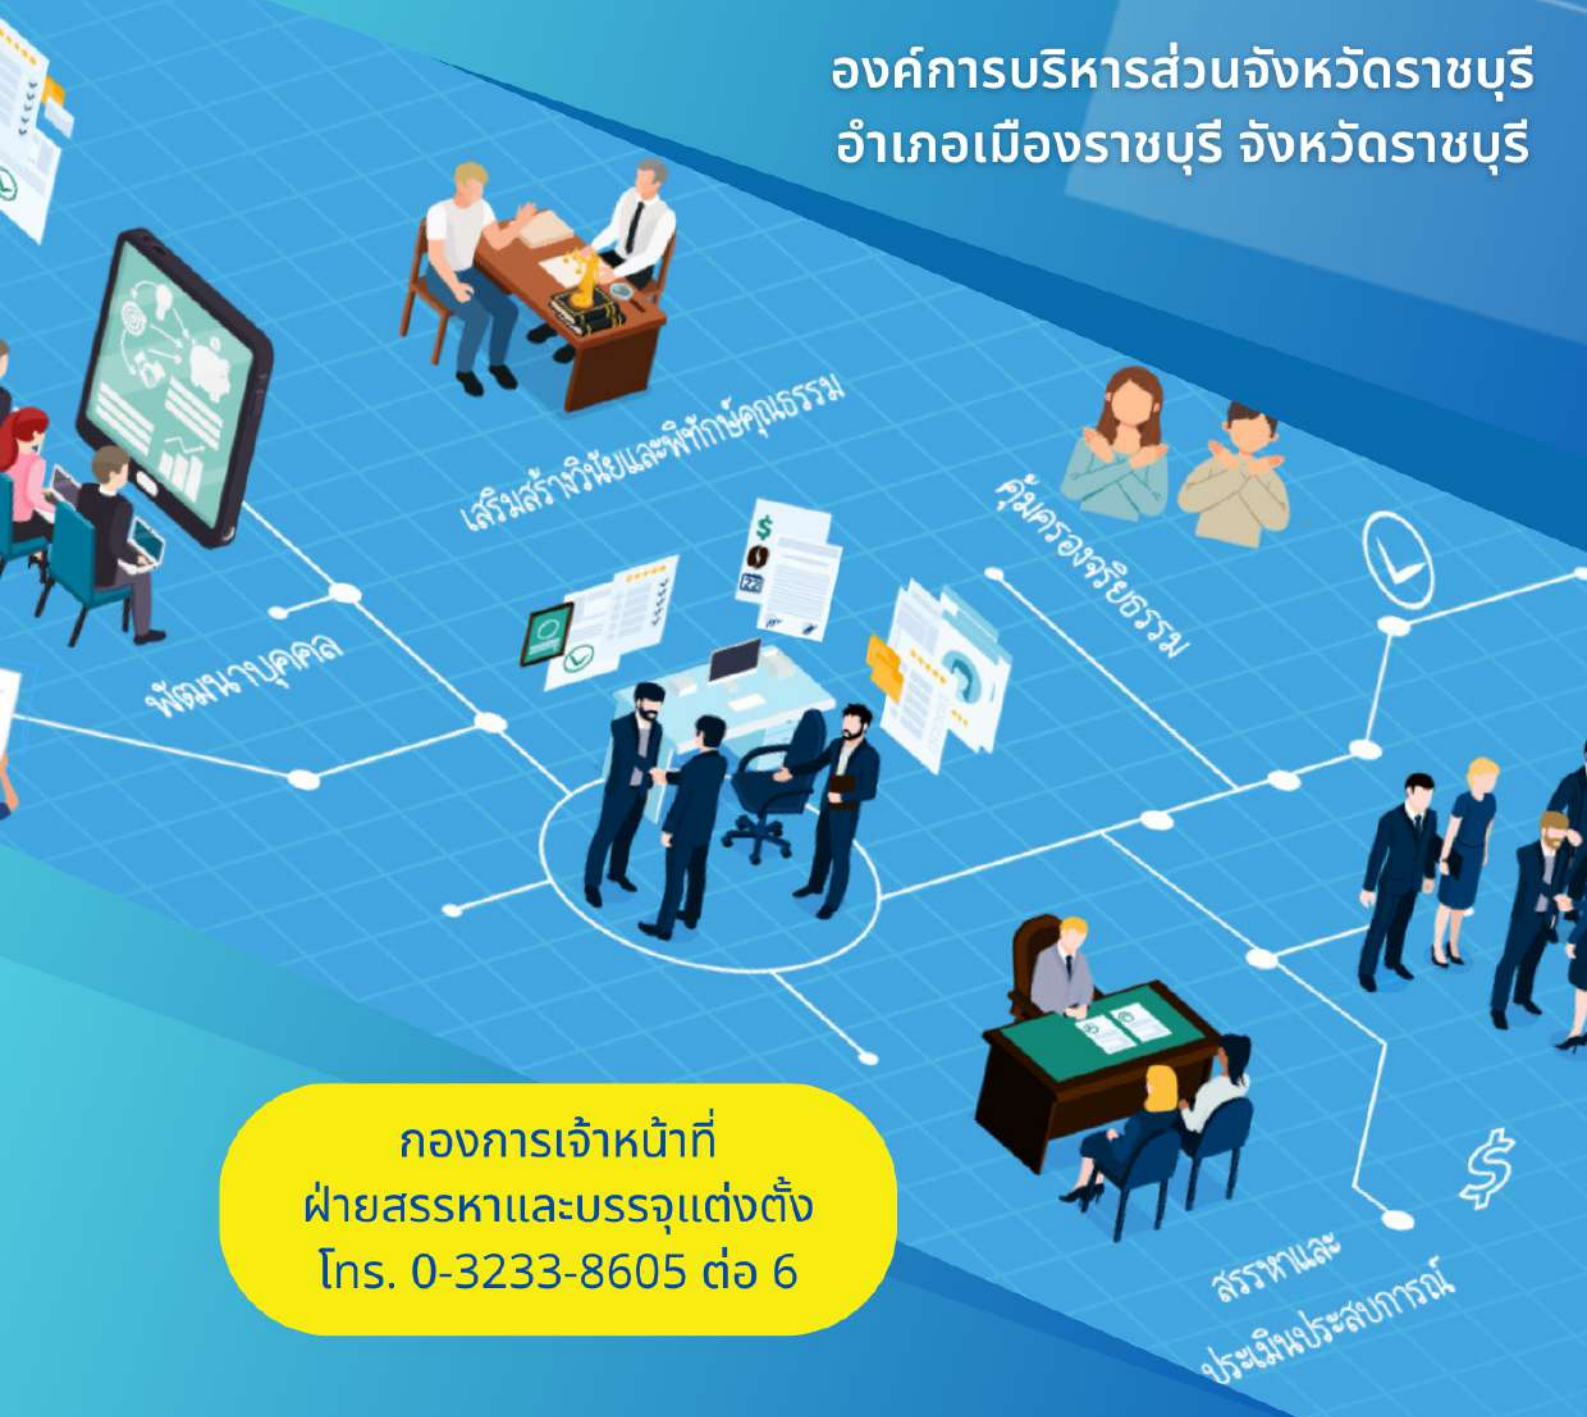 องค์การบริหารส่วนจังหวัดราชบุรี
อำเภอเมืองราชบุรี จังหวัดราชบุรี
เสริมสร้างวินัยและพิทักษ์คุณธรรม
คุ้มครองจริยธรรม
พัฒนาบุคคล
กองการเจ้าหน้าที่
ฝ่ายสรรหาและบรรจุแต่งตั้ง
โทร. 0-3233-8605 ต่อ 6
สรรหาและ
ประเมินประสบการณ์